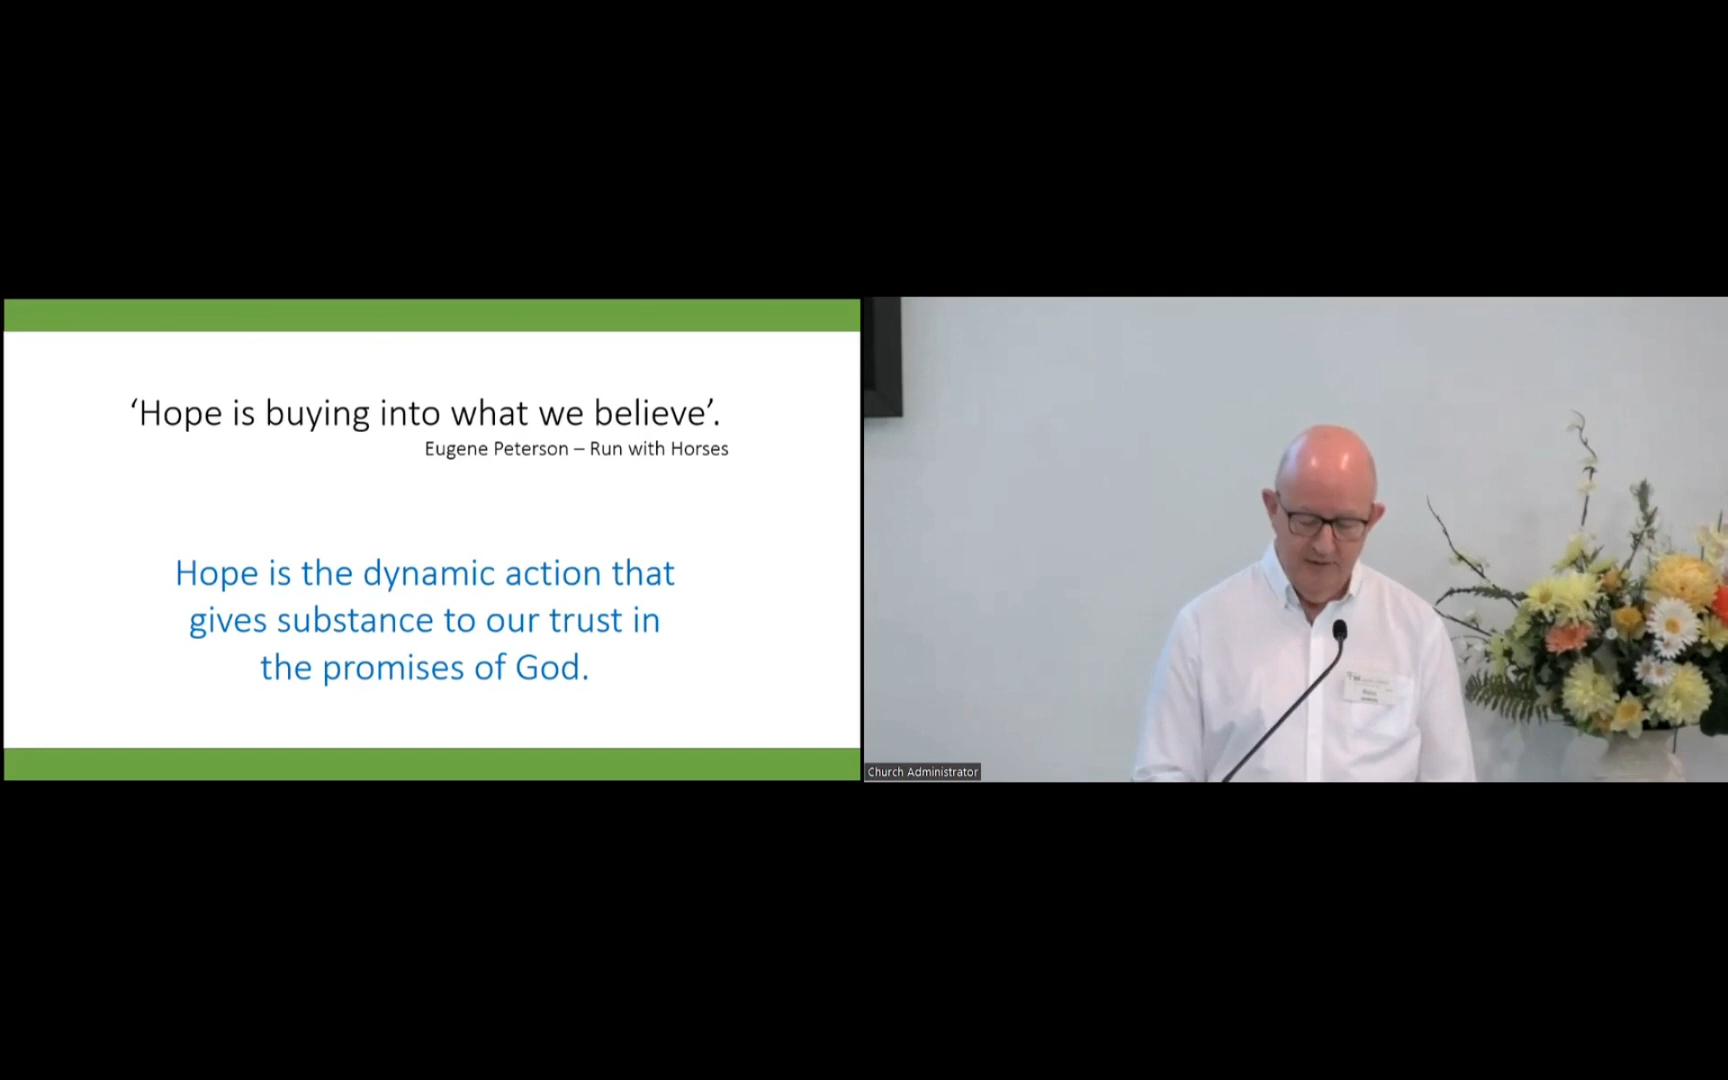 ‘Hope is buying into what we believe’.
Eugene Peterson – Run with Horses
Hope is the dynamic action that
gives substance to our trust in
the promises of God.
Church Administrator